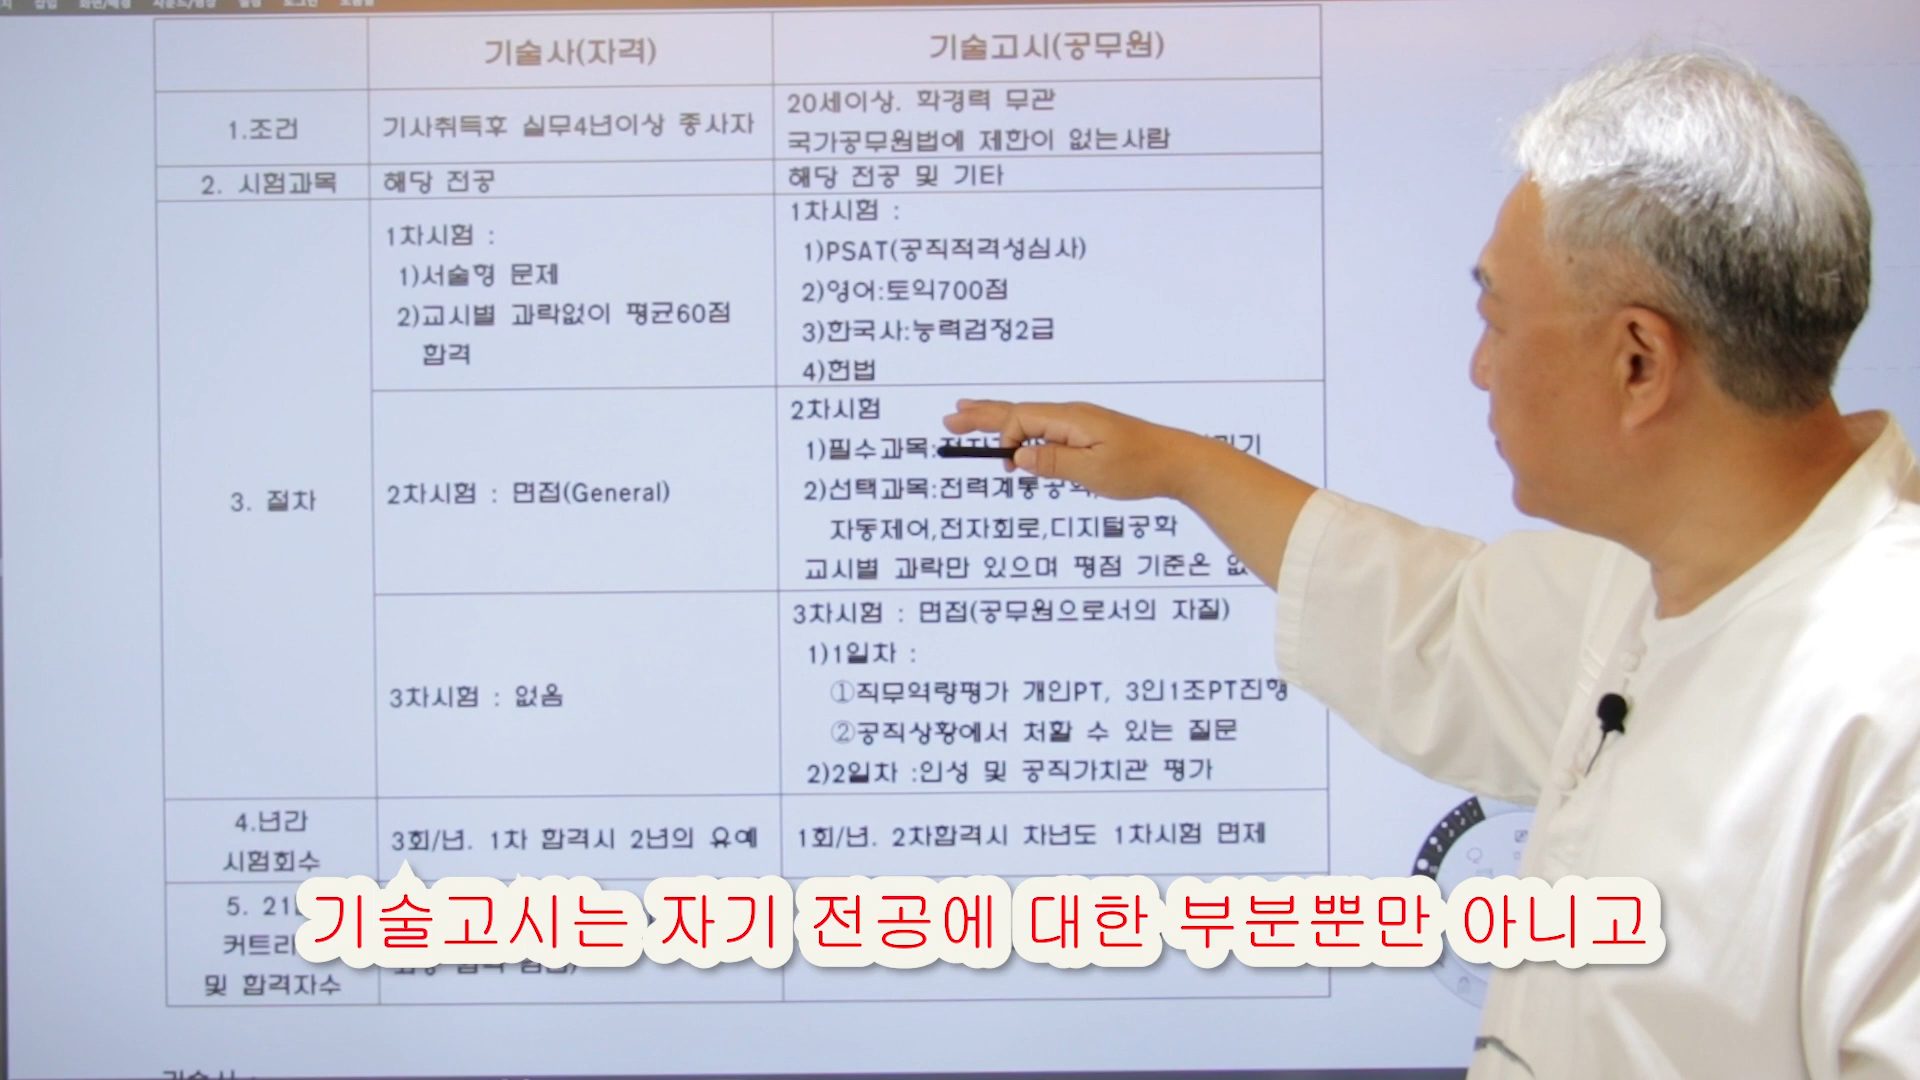 기술사(자격)
기술고시(공무원)
1.조건
기사취득후 실무4년이상 종사자
20세이상. 학경력 무관
국가공무원법에 제한이 없는사람
2. 시험과목
해당 전공
해당 전공 및 기타
3. 절차
1차시험 :
1)서술형 문제
2)교시별 과락없이 평균60점
합격
1차시험 :
1)PSAT(공직적격성심사)
2)영어:토익700점
3)한국사:능력검정2급
4)헌법
2차시험 : 면접(General)
2차시험
1)필수과목:
2)선택과목:전력계통공학,
자동제어,전자회로,디지털공학
교시별 과락만 있으며 평점 기준은
3차시험 : 없음
3차시험 : 면접(공무원으로서의 자질)
1)1일차 :
①직무역량평가 개인PT, 3인1조PT진행
②공직상황에서 처할 수 있는 질문
2)2일차 :인성 및 공직가치관 평가
4.년간
시험회수
3회/년. 1차 합격시 2년의 유예
1회/년. 2차합격시 차년도 1차시험 면제
5. 21
커트리
및 합격자수
기술고시는 자기 전공에 대한 부분뿐만 아니고